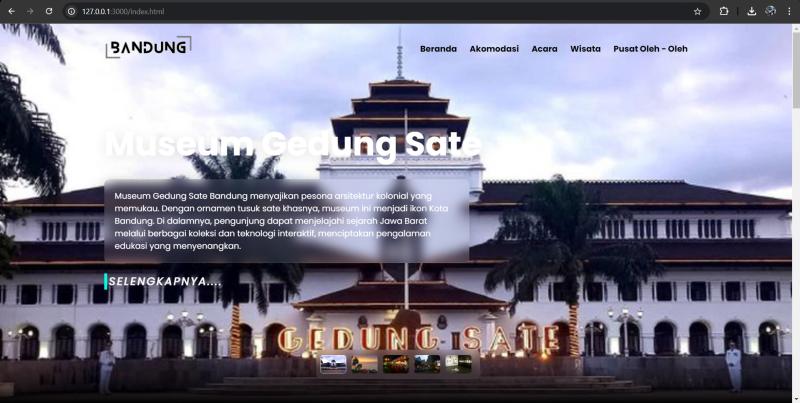 127.0.0.1:3000/index.html
BANDUNG
Beranda Akomodasi Acara Wisata Pusat Oleh - Oleh
Museum Gedung Sate
Museum Gedung Sate Bandung menyajikan pesona arsitektur kolonial yang
memukau. Dengan ornamen tusuk sate khasnya, museum ini menjadi ikon Kota
Bandung. Di dalamnya, pengunjung dapat menjelajahi sejarah Jawa Barat
melalui berbagai koleksi dan teknologi interaktif, menciptakan pengalaman
edukasi yang menyenangkan.
SELENGKAPNYA....
GEDUNG SATE